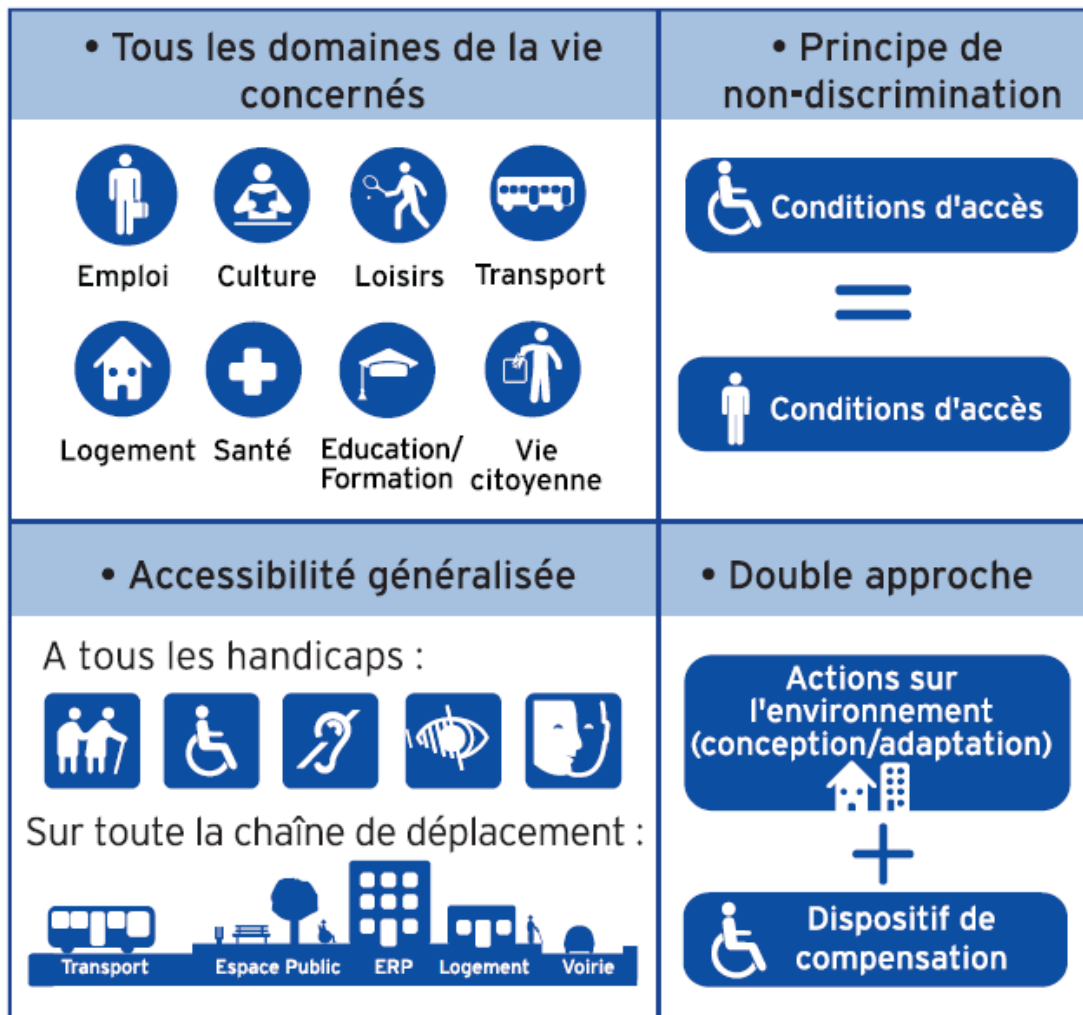 • Tous les domaines de la vie
concernés
Emploi
Culture
Loisirs
Transport
Logement
Santé
Education/
Formation
Vie
citoyenne
• Principe de
non-discrimination
Conditions d'accès
=
Conditions d'accès
• Accessibilité généralisée
A tous les handicaps :
Sur toute la chaîne de déplacement :
Transport
Espace Public
ERP
Logement
Voirie
• Double approche
Actions sur
l'environnement
(conception/adaptation)
+
Dispositif de
compensation